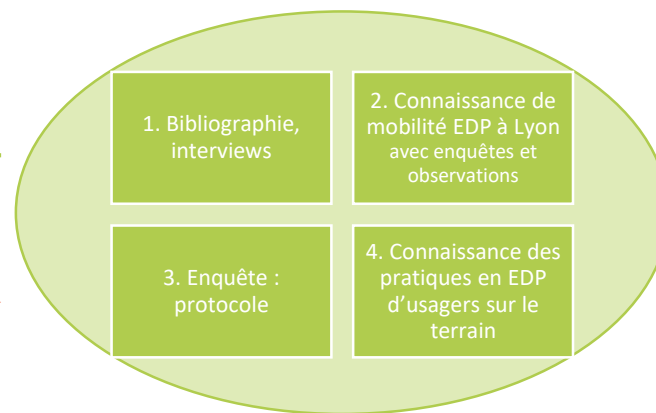 1. Bibliographie,
interviews
2. Connaissance de
mobilité EDP à Lyon
avec enquêtes et
observations
3. Enquête :
protocole
4. Connaissance des
pratiques en EDP
d’usagers sur le
terrain